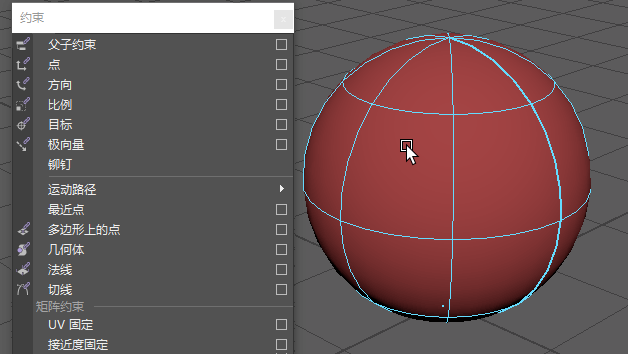 约束
父子约束
点
方向
比例
目标
极向量
铆钉
运动路径
最近点
多边形上的点
几何体
法线
切线
矩阵约束
UV 固定
接近度固定